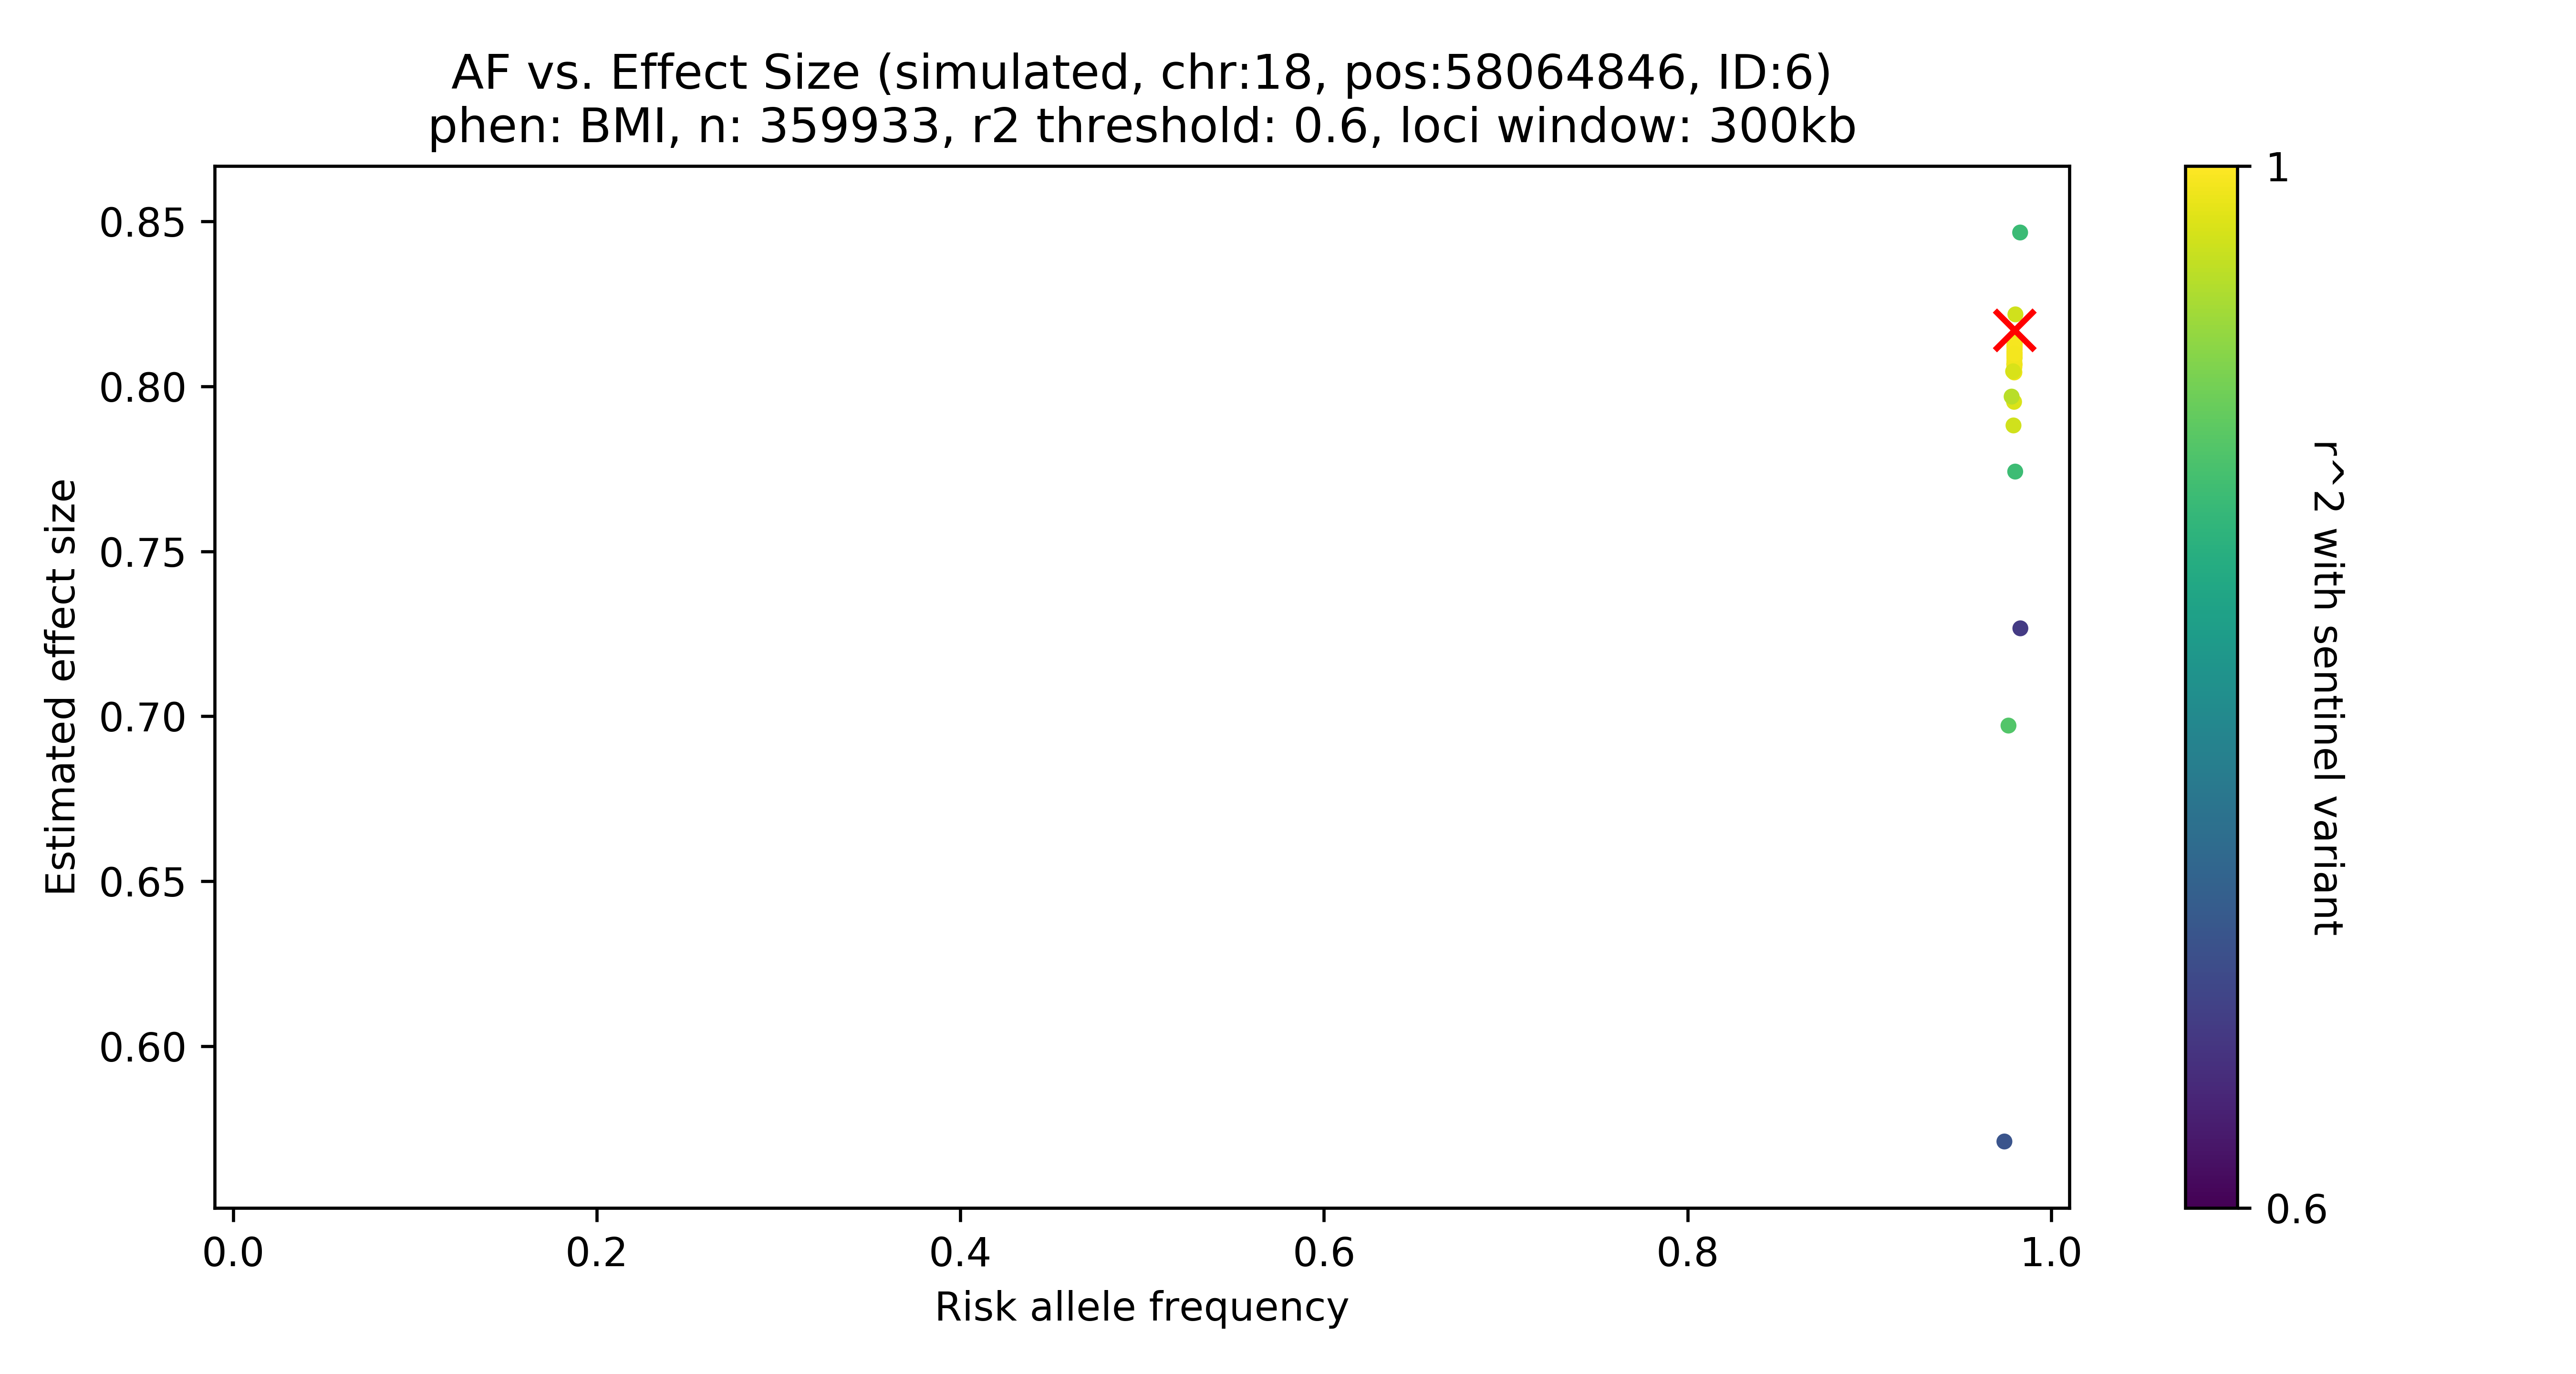 AF vs. Effect Size (simulated, chr:18, pos:58064846, ID:6)
phen: BMI, n: 359933, r2 threshold: 0.6, loci window: 300kb
Estimated effect size
0.85
0.80
0.75
0.70
0.65
0.60
0.0
0.2
0.4
0.6
0.8
1.0
Risk allele frequency
1
0.6
r^2 with sentinel variant